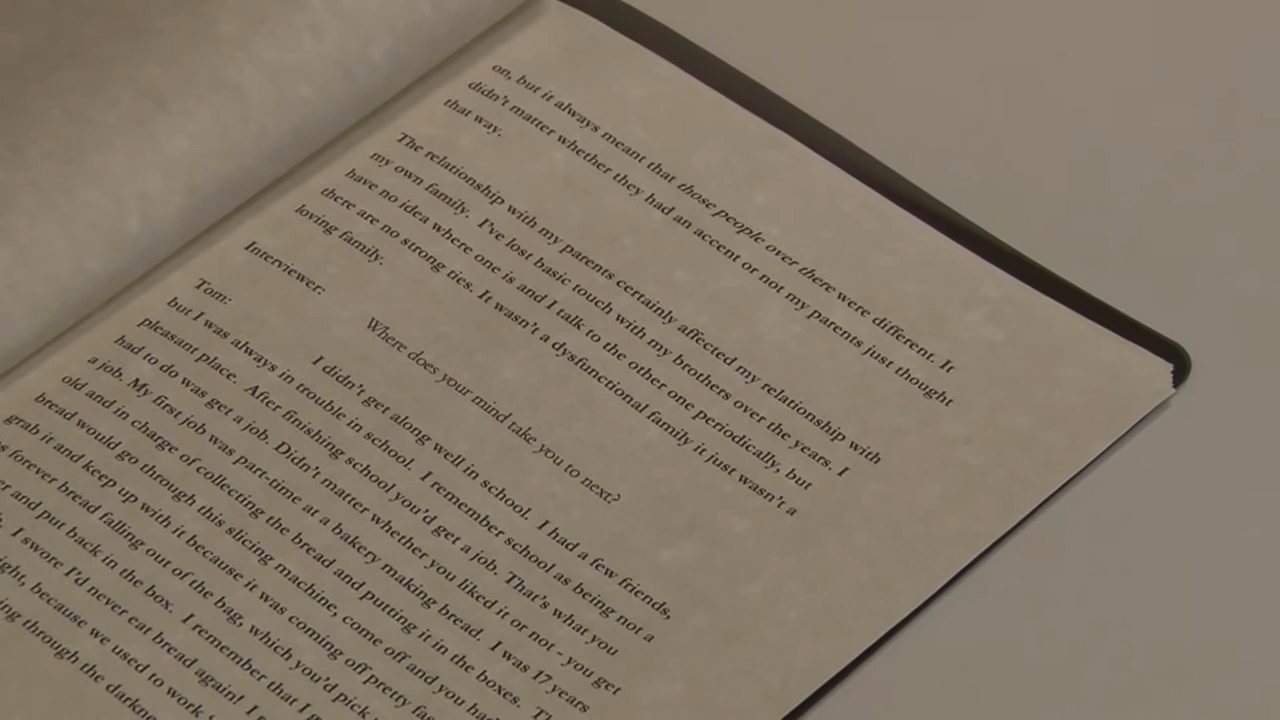 on, but it always meant that those people over there were different. It
didn't matter whether they had an accent or not my parents just thought
that way.
The relationship with my parents certainly affected my relationship with
my own family. I've lost basic touch with my brothers over the years. I
have no idea where one is and I talk to the other one periodically, but
there are no strong ties. It wasn't a dysfunctional family it just wasn't a
loving family.
Interviewer: Where does your mind take you to next?
Tom: I didn't get along well in school. I had a few friends,
but I was always in trouble in school. I remember school as being not a
pleasant place. After finishing school you'd get a job. That's what you
had to do was get a job. Didn't matter whether you liked it or not - you get
a job. My first job was part-time at a bakery making bread. I was 17 years
old and in charge of collecting the bread and putting it in the boxes.
bread would go through this slicing machine, come off and you had
grab it and keep up with it because it was coming off pretty
forever bread falling out of the bag, which you'd pick
and put back in the box. I remember that I
I swore I'd never eat bread again! I
because we used to work
through the